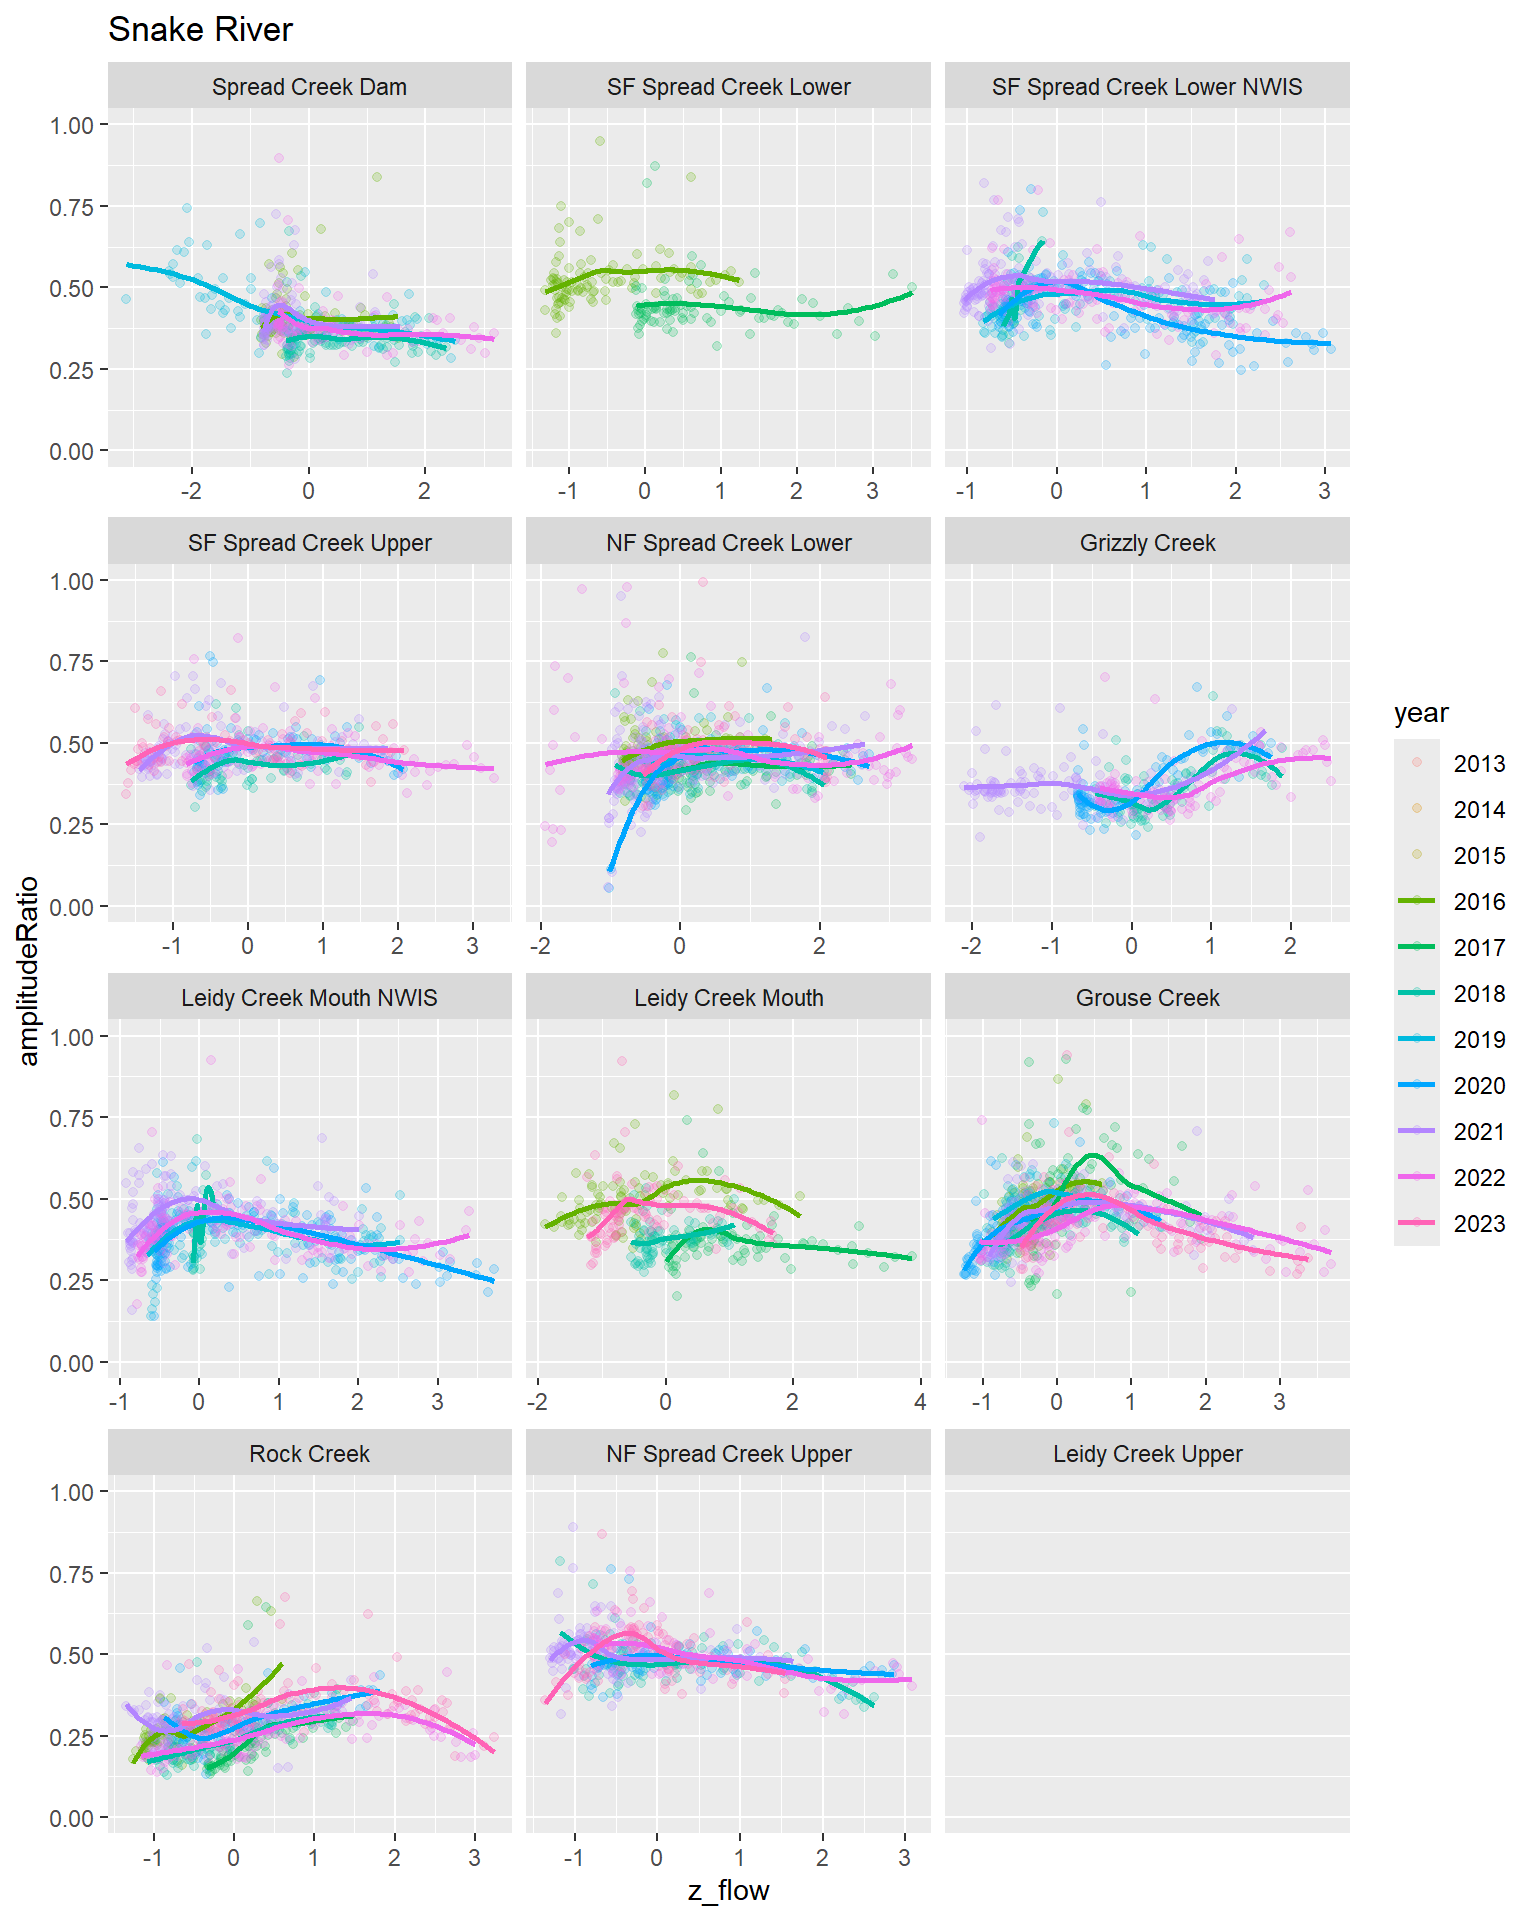 Snake River
Spread Creek Dam SF Spread Creek Lower SF Spread Creek Lower NWIS
1.00
0.75
0.50
0.25
0.00
-2 0 2 -1 0 1 2 3 -1 0 1 2 3
SF Spread Creek Upper NF Spread Creek Lower Grizzly Creek
1.00
0.75
0.50
0.25
0.00
-1 0 1 2 3 -2 0 2 -2 -1 0 1 2
Leidy Creek Mouth NWIS Leidy Creek Mouth Grouse Creek
1.00
0.75
0.50
0.25
0.00
-1 0 1 2 3 -2 0 2 4 -1 0 1 2 3
Rock Creek NF Spread Creek Upper Leidy Creek Upper
1.00
0.75
0.50
0.25
0.00
-1 0 1 2 3 -1 0 1 2 3
z_flow
amplitudeRatio
year
2013
2014
2015
2016
2017
2018
2019
2020
2021
2022
2023